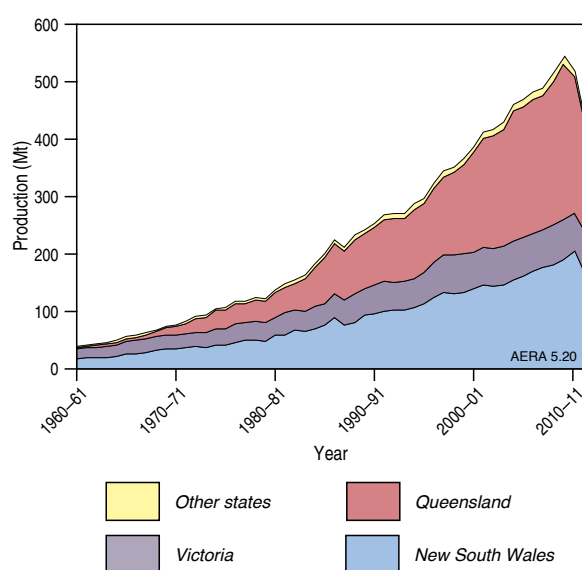 600
500
400
300
200
100
0
Production (Mt)
AERA 5.20
1960–61
1970–71
1980–81
1990–91
2000–01
2010–11
Year
Other states
Queensland
Victoria
New South Wales